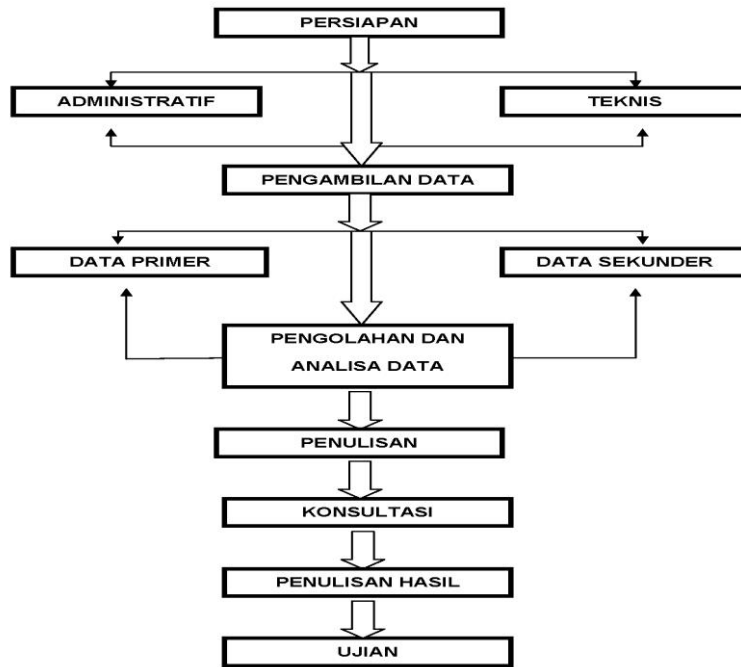 PERSIAPAN
ADMINISTRATIF
TEKNIS
PENGAMBILAN DATA
DATA PRIMER
DATA SEKUNDER
PENGOLAHAN DAN
ANALISA DATA
PENULISAN
KONSULTASI
PENULISAN HASIL
UJIAN